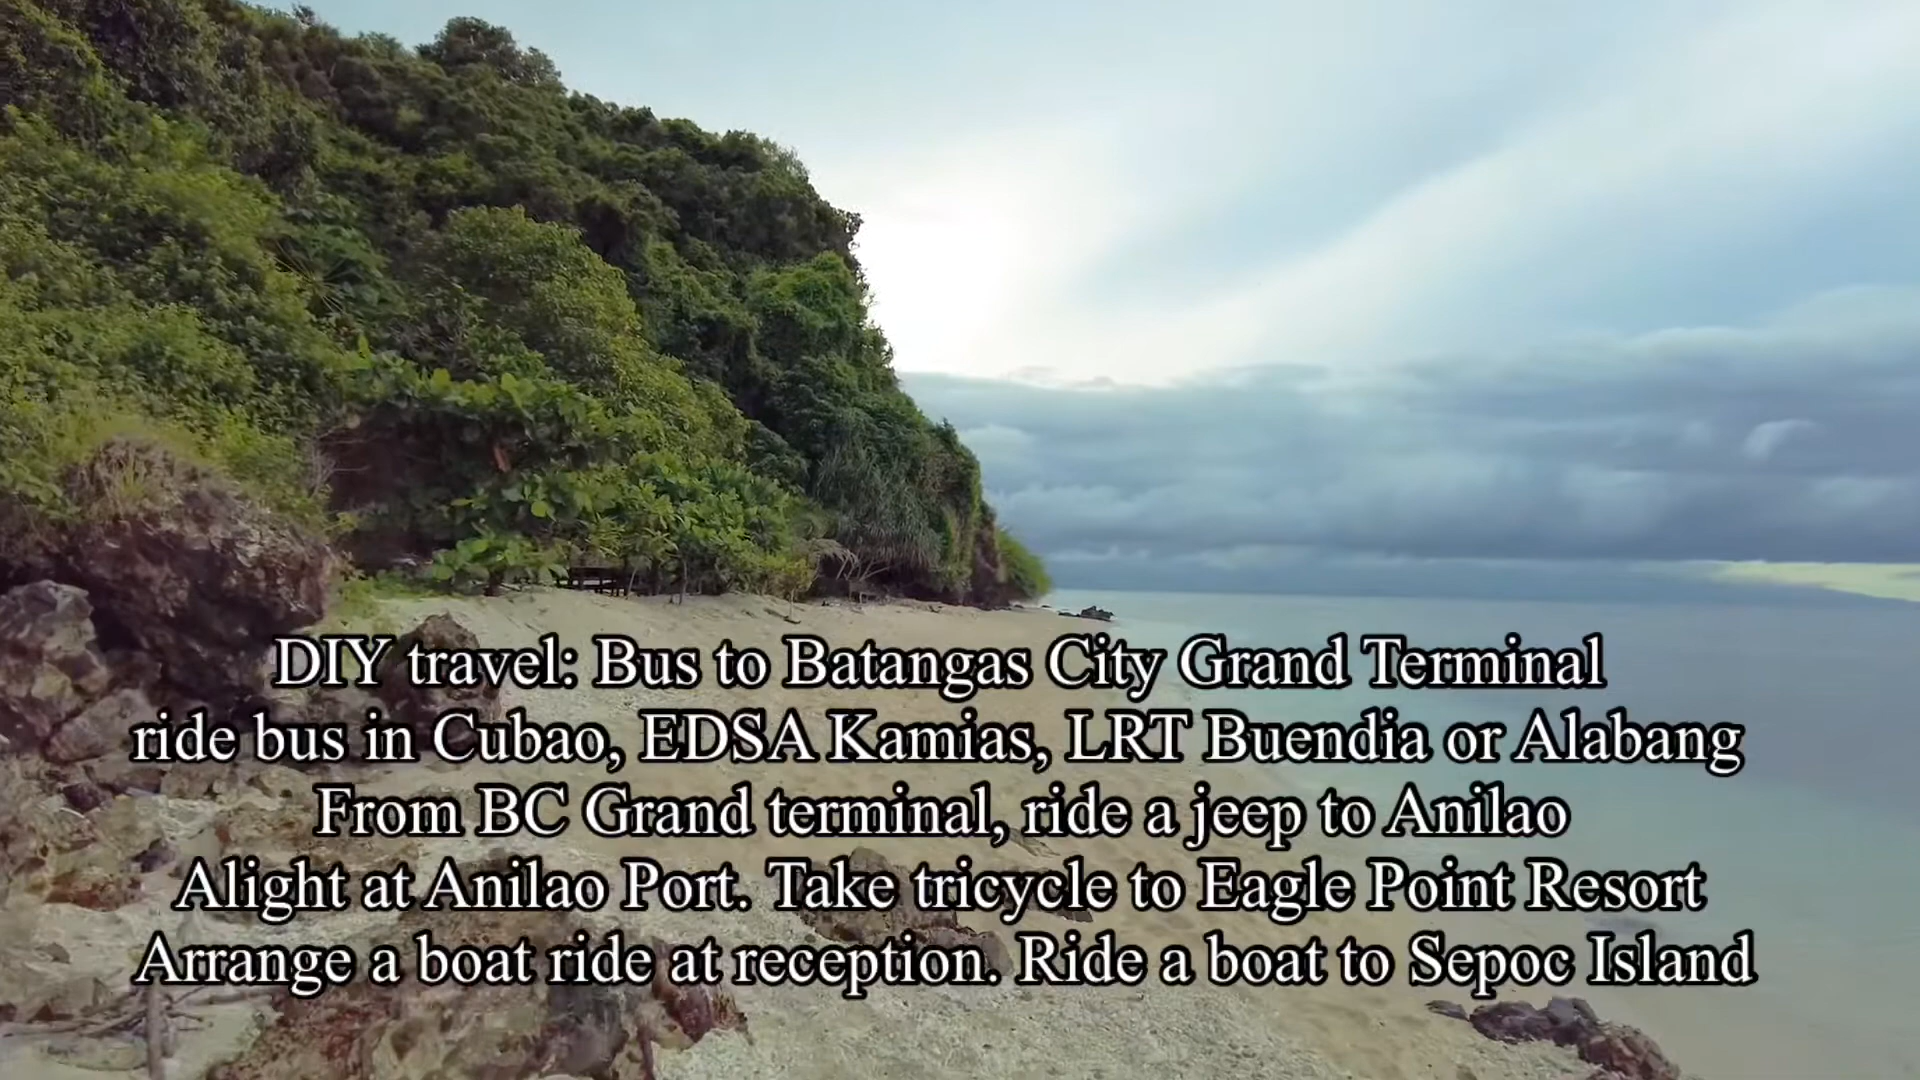 DIY travel: Bus to Batangas City Grand Terminal
ride bus in Cubao, EDSA Kamias, LRT Buendia or Alabang
From BC Grand terminal, ride a jeep to Anilao
Alight at Anilao Port. Take tricycle to Eagle Point Resort
Arrange a boat ride at reception. Ride a boat to Sepoc Island